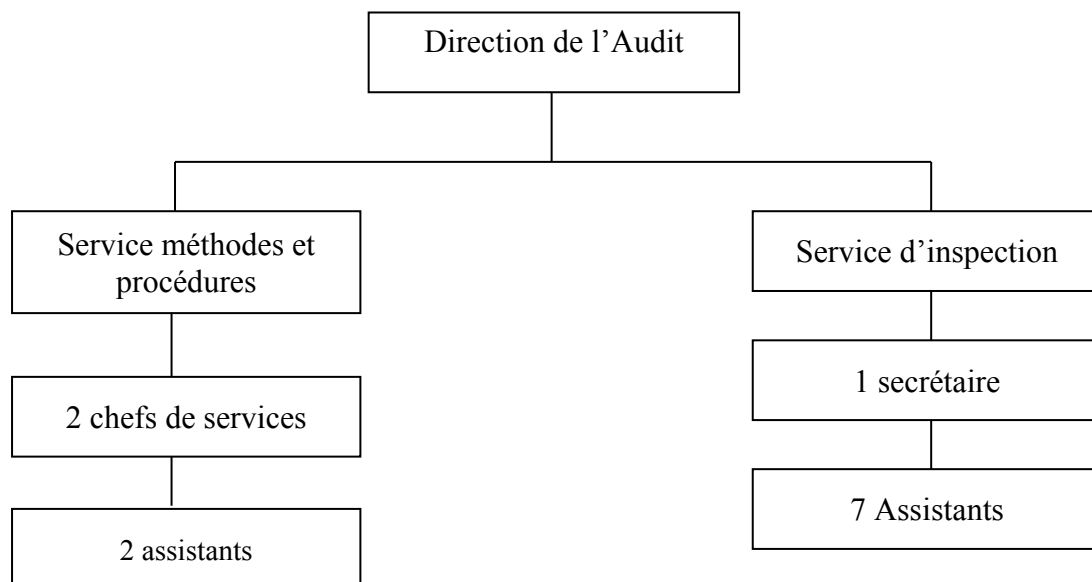 Direction de l’Audit
Service méthodes et
procédures
Service d’inspection
2 chefs de services
1 secrétaire
2 assistants
7 Assistants